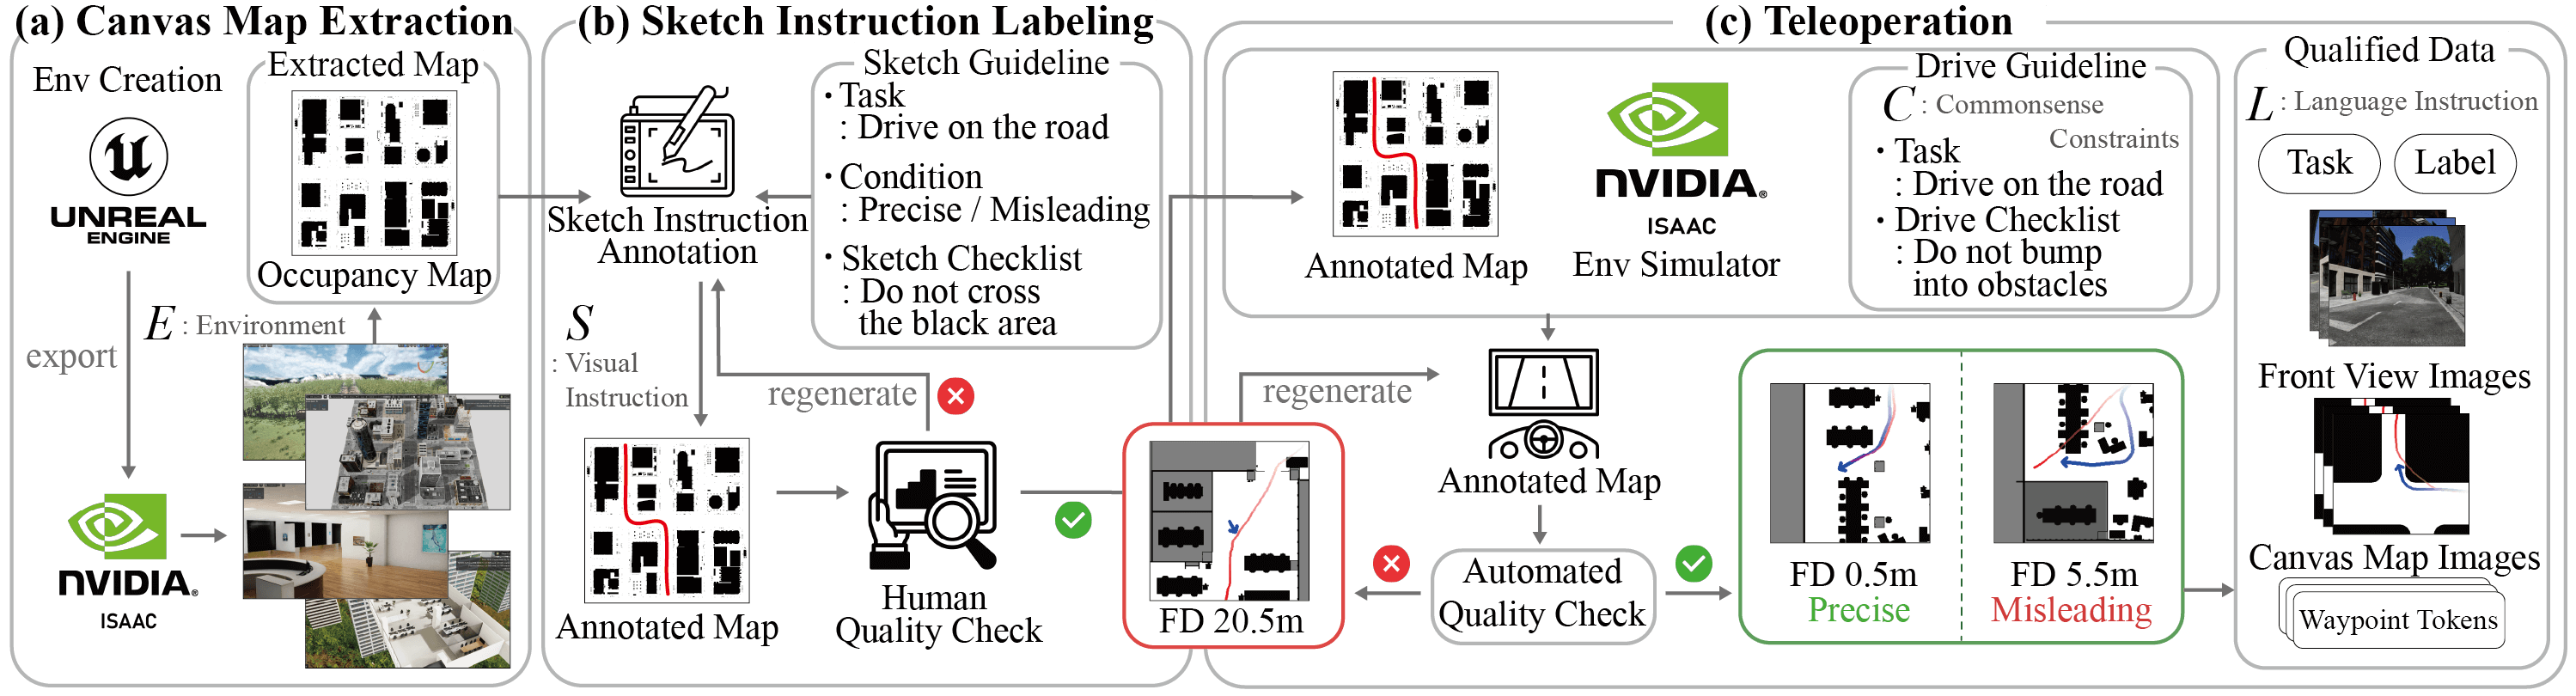 (a) Canvas Map Extraction
Env Creation
UNREAL
ENGINE
export
NVIDIA
ISAAC
Extracted Map
Occupancy Map
E : Environment
(b) Sketch Instruction Labeling
Sketch Instruction
Annotation
Sketch Guideline
· Task
: Drive on the road
· Condition
: Precise / Misleading
· Sketch Checklist
: Do not cross
the black area
S
: Visual
Instruction
regenerate
Annotated Map
Human
Quality Check
(c) Teleoperation
Annotated Map
NVIDIA
ISAAC
Env Simulator
Drive Guideline
C : Commonsense
Constraints
· Task
: Drive on the road
· Drive Checklist
: Do not bump
into obstacles
regenerate
Annotated Map
Automated
Quality Check
FD 20.5m
FD 0.5m
Precise
FD 5.5m
Misleading
Qualified Data
L : Language Instruction
Task
Label
Front View Images
Canvas Map Images
Waypoint Tokens